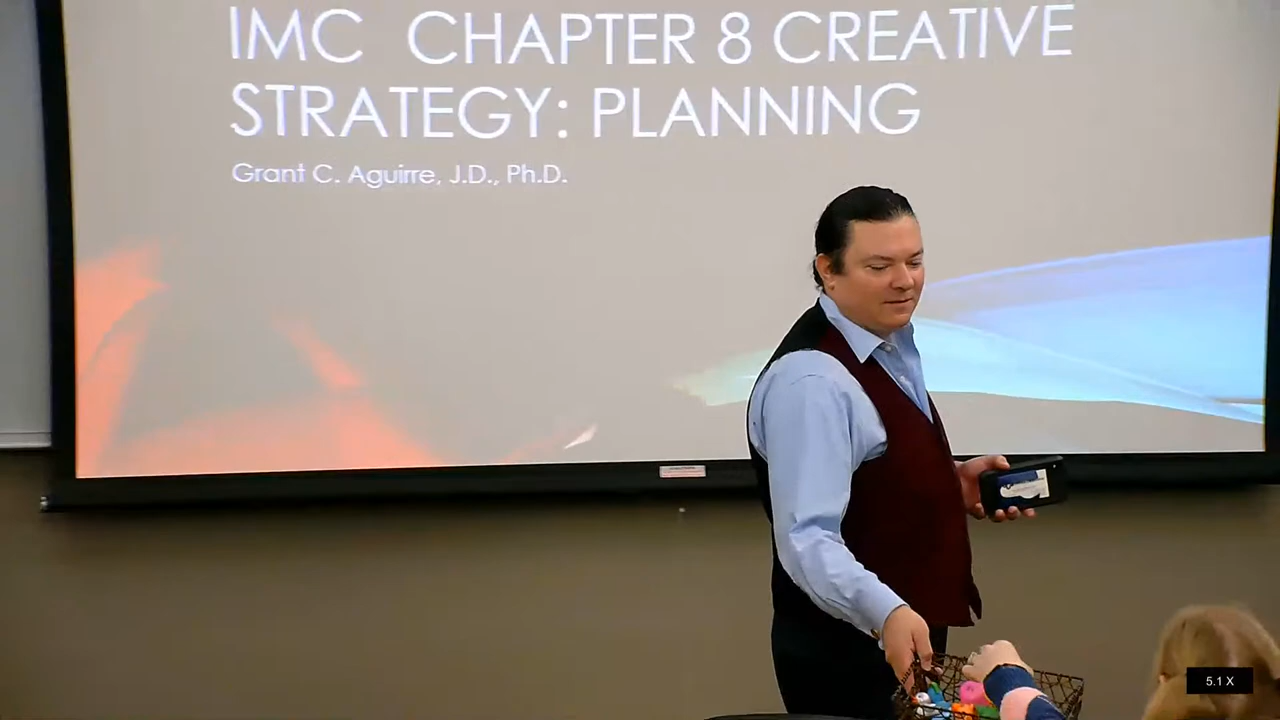 IMC CHAPTER 8 CREATIVE
STRATEGY: PLANNING
Grant C. Aguirre, J.D., Ph.D.
5.1 X